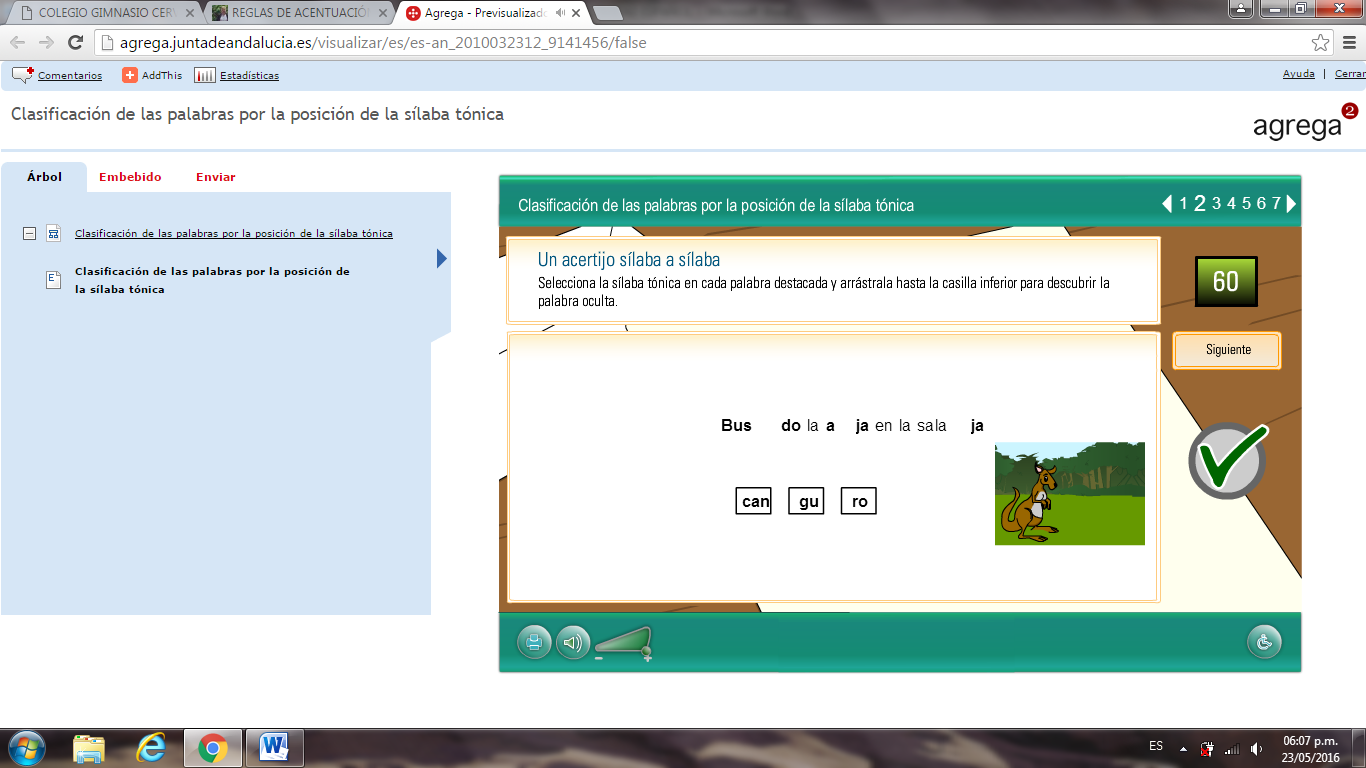 COLEGIO GIMNASIO CER
REGLAS DE ACENTUACIÓ
Agrega - Previsualizado
agrega.juntadeandalucia.es/visualizar/es/es-an_2010032312_9141456/false
Comentarios
AddThis
Estadísticas
Ayuda | Cerrar
Clasificación de las palabras por la posición de la sílaba tónica
agrega 2
Árbol
Embebido
Enviar
Clasificación de las palabras por la posición de la sílaba tónica
Clasificación de las palabras por la posición de
la sílaba tónica
Clasificación de las palabras por la posición de la sílaba tónica
1 2 3 4 5 6 7
Un acertijo sílaba a sílaba
Selecciona la sílaba tónica en cada palabra destacada y arrástrala hasta la casilla inferior para descubrir la
palabra oculta.
60
Siguiente
Bus do la a ja en la sala ja
can gu ro
ES
06:07 p.m.
23/05/2016